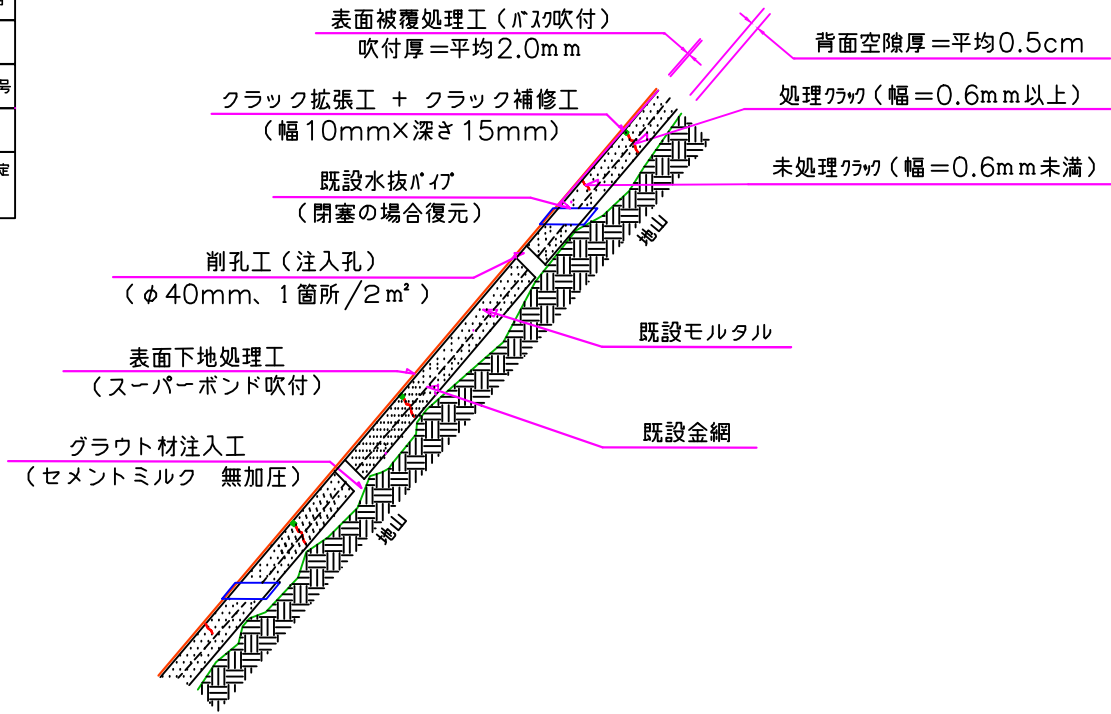 号
定
表面被覆処理工（ﾊﾞｽｸ吹付）
吹付厚＝平均2.0mm
背面空隙厚＝平均0.5cm
クラック拡張工　＋　クラック補修工
（幅10mm×深さ15mm）
処理ｸﾗｯｸ（幅＝0.6mm以上）
既設水抜ﾊﾟｲﾌﾟ
（閉塞の場合復元）
未処理ｸﾗｯｸ（幅＝0.6mm未満）
地山
削孔工（注入孔）
（φ40mm、1箇所/2㎡）
既設モルタル
表面下地処理工
（スーパーボンド吹付）
既設金網
グラウト材注入工
（セメントミルク　無加圧）
地山